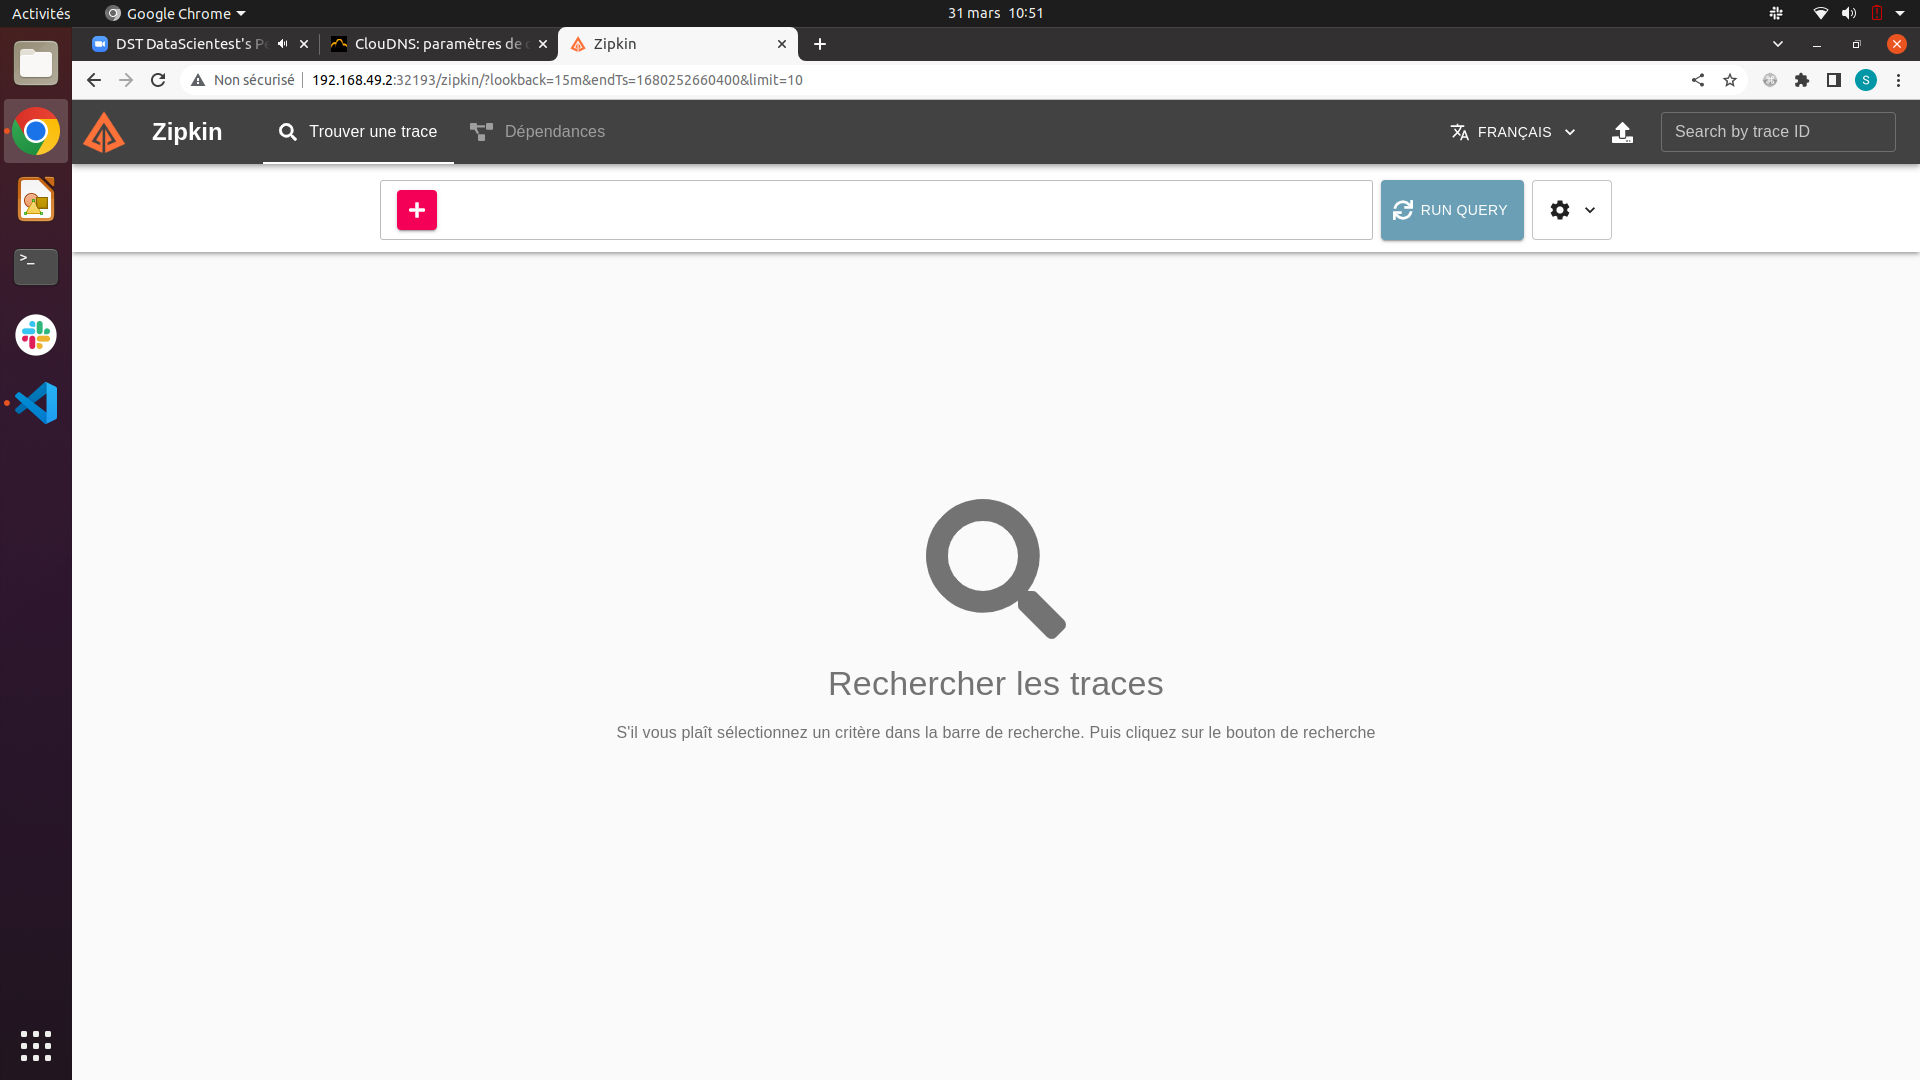 Activités
Google Chrome
31 mars 10:51
DST DataScientest's
ClouDNS: paramètres de
Zipkin
Non sécurisé
192.168.49.2:32193/zipkin/?lookback=15m&endTs=1680252660400&limit=10
S
Zipkin
Trouver une trace
Dépendances
FRANÇAIS
Search by trace ID
RUN QUERY
>_
Rechercher les traces
S'il vous plaît sélectionnez un critère dans la barre de recherche. Puis cliquez sur le bouton de recherche